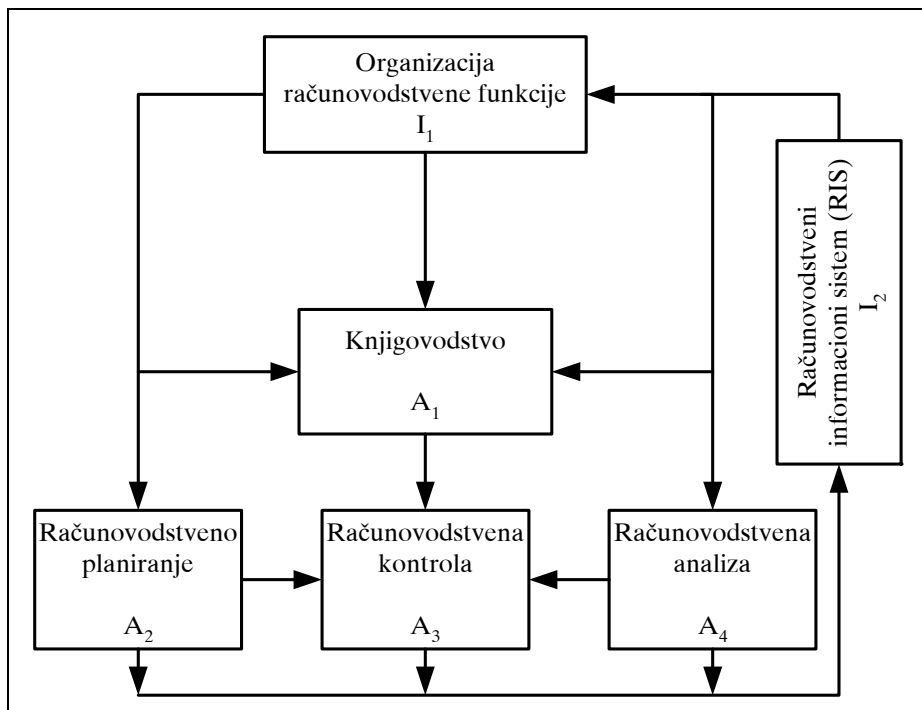 Organizacija
računovodstvene funkcije
I₁
Računovodstveni
informacioni sistem (RIS)
I₂
Knjigovodstvo
A₁
Računovodstveno
planiranje
A₂
Računovodstvena
kontrola
A₃
Računovodstvena
analiza
A₄